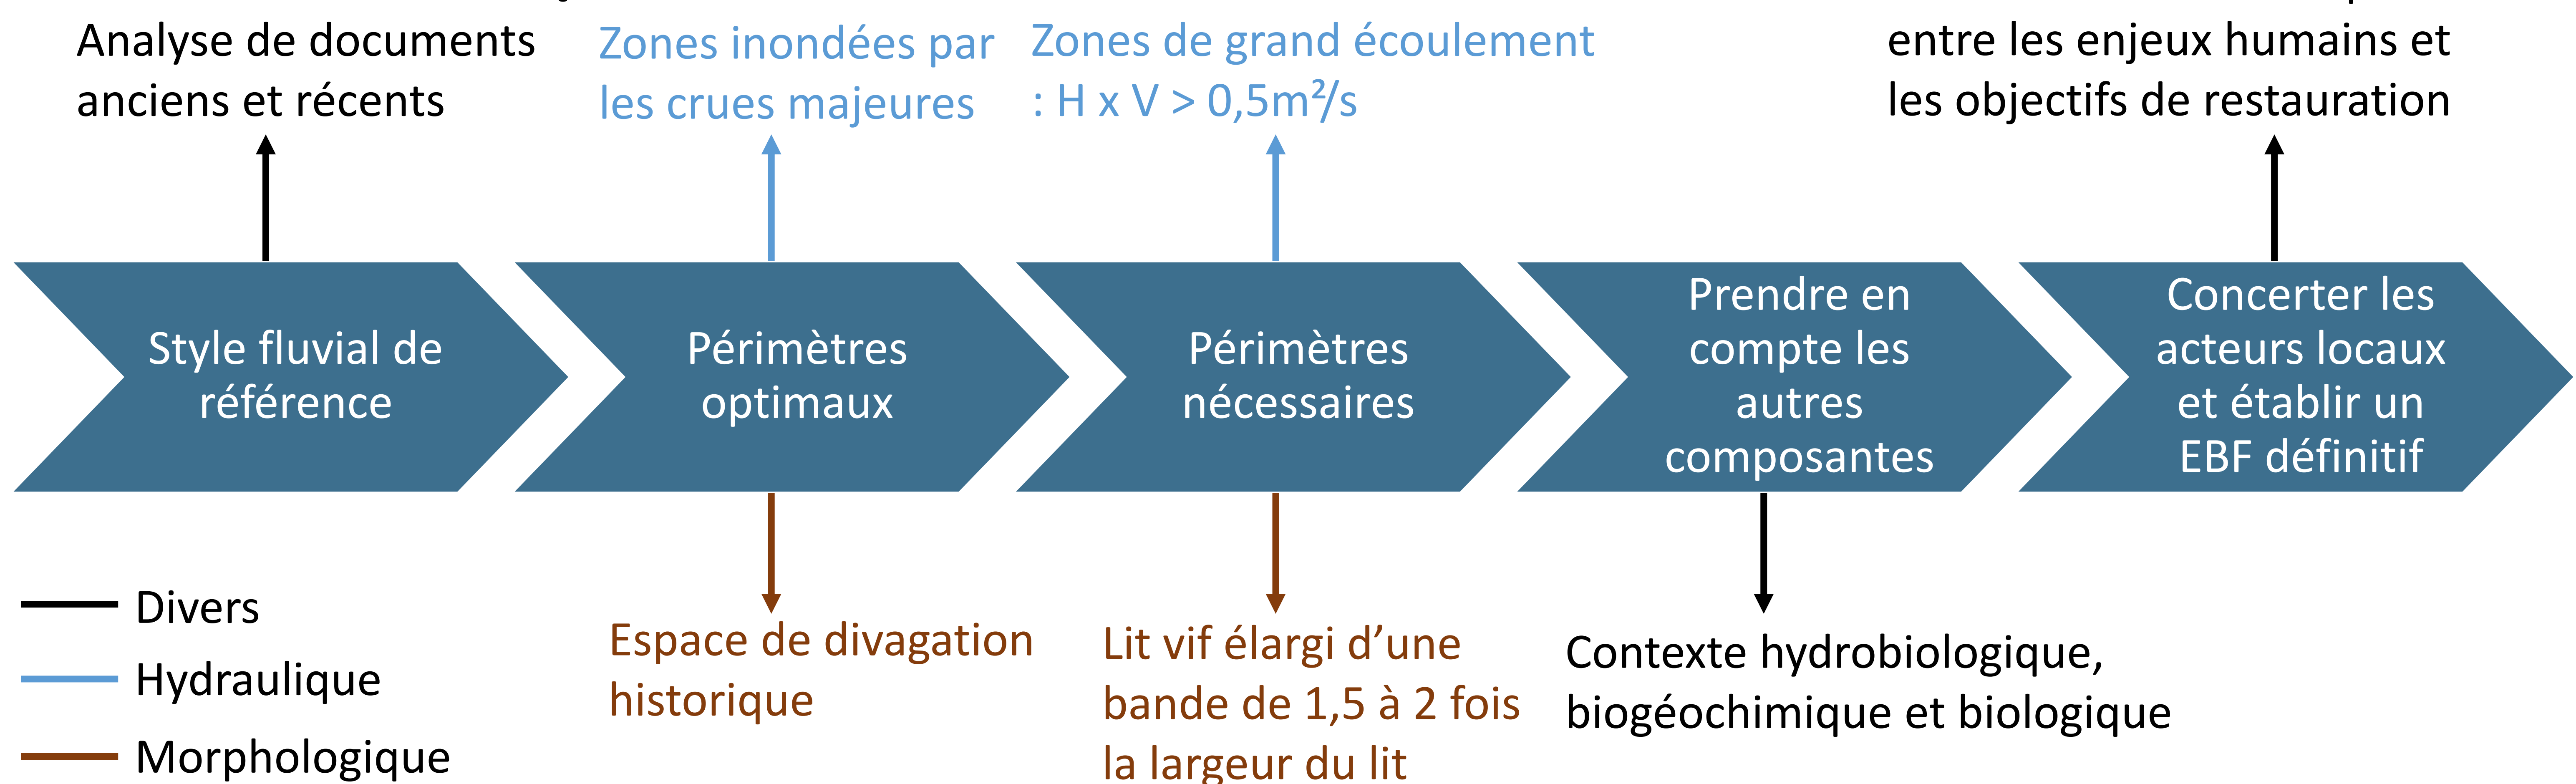 Analyse de documents
anciens et récents
Zones inondées par
les crues majeures
Zones de grand écoulement
: H x V > 0,5m²/s
entre les enjeux humains et
les objectifs de restauration
Style fluvial de
référence
Périmètres
optimaux
Périmètres
nécessaires
Prendre en
compte les
autres
composantes
Concerter les
acteurs locaux
et établir un
EBF définitif
Divers
Hydraulique
Morphologique
Espace de divagation
historique
Lit vif élargi d’une
bande de 1,5 à 2 fois
la largeur du lit
Contexte hydrobiologique,
biogéochimique et biologique